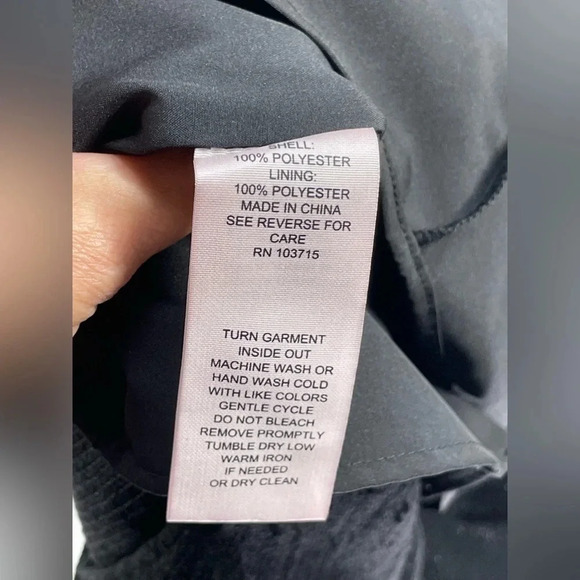 SHELL:
100% POLYESTER
LINING:
100% POLYESTER
MADE IN CHINA
SEE REVERSE FOR
CARE
RN 103715
TURN GARMENT
INSIDE OUT
MACHINE WASH OR
HAND WASH COLD
WITH LIKE COLORS
GENTLE CYCLE
DO NOT BLEACH
REMOVE PROMPTLY
TUMBLE DRY LOW
WARM IRON
IF NEEDED
OR DRY CLEAN